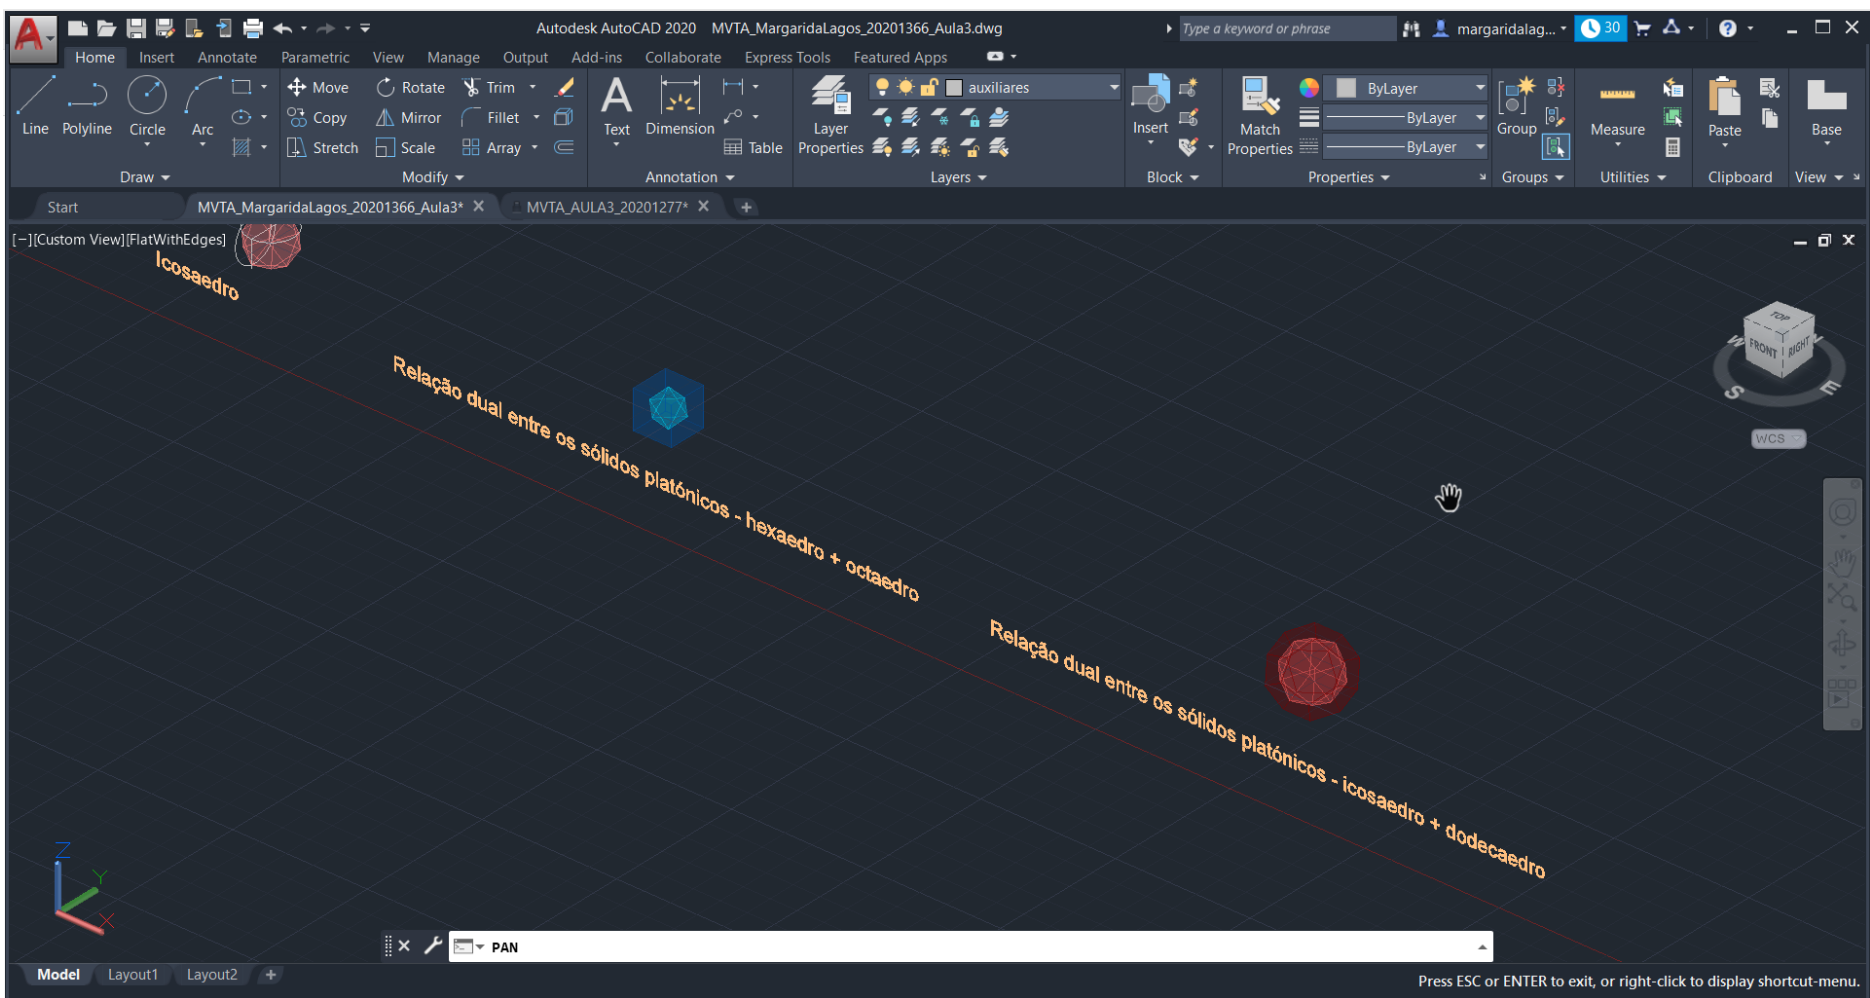 Autodesk AutoCAD 2020 MVTA_MargaridaLagos_20201366_Aula3.dwg
Type a keyword or phrase
margaridalag...
30
Home Insert Annotate Parametric View Manage Output Add-ins Collaborate Express Tools Featured Apps
Line Polyline Circle Arc
Draw
Move Rotate Trim
Copy Mirror Fillet
Stretch Scale Array
Modify
Text Dimension
Table
Annotation
Layer Properties
auxiliares
Layers
Insert
Block
Match Properties
ByLayer
ByLayer
ByLayer
Properties
Group
Groups
Measure
Utilities
Paste
Clipboard
Base
View
Start MVTA_MargaridaLagos_20201366_Aula3* MVTA_AULA3_20201277*
[−][Custom View][FlatWithEdges]
Icosaedro
Relação dual entre os sólidos platónicos - hexaedro + octaedro
Relação dual entre os sólidos platónicos - icosaedro + dodecaedro
TOP
FRONT RIGHT
W
S E
WCS
Z
Y
X
PAN
Model Layout1 Layout2
Press ESC or ENTER to exit, or right-click to display shortcut-menu.